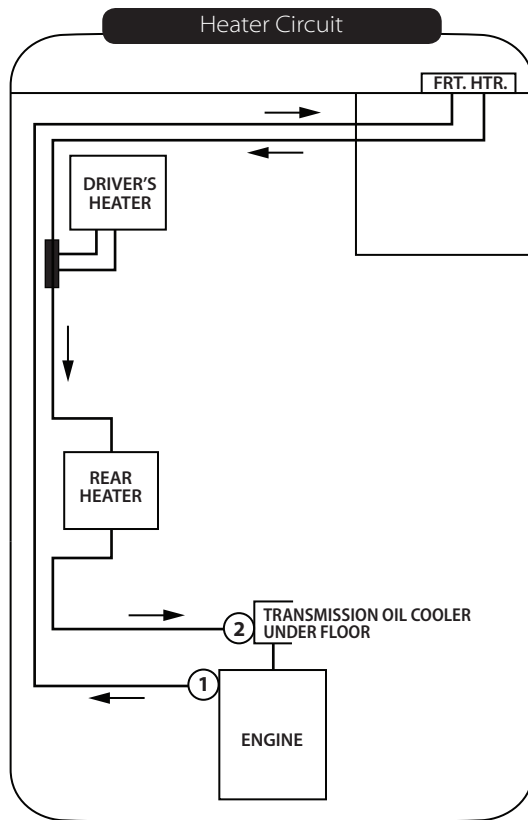 Heater Circuit
FRT. HTR.
DRIVER’S
HEATER
REAR
HEATER
2
TRANSMISSION OIL COOLER
UNDER FLOOR
1
ENGINE